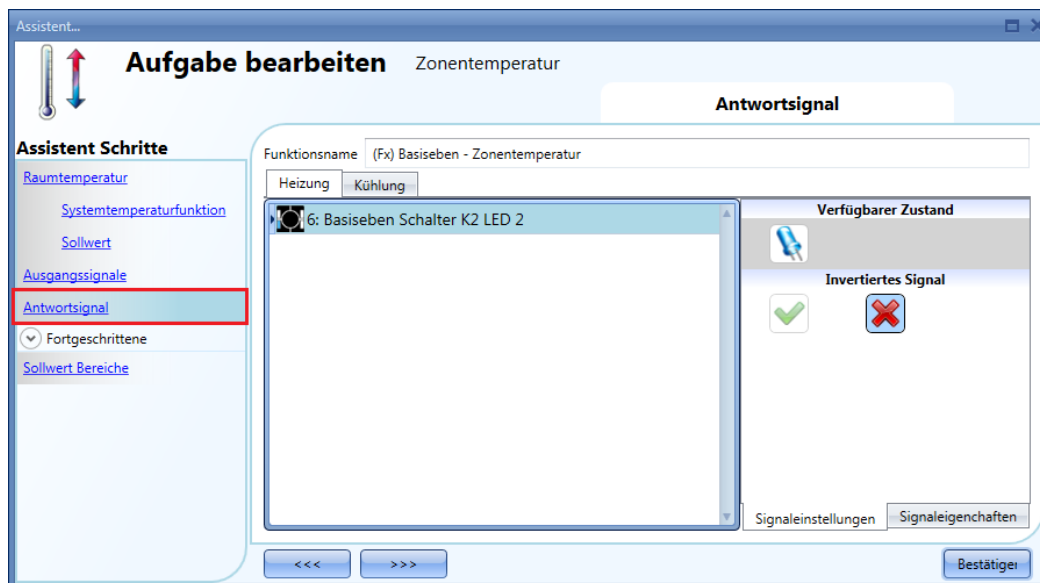 Assistent...
Aufgabe bearbeiten Zonentemperatur
Antwortsignal
Assistent Schritte
Raumtemperatur
Systemtemperaturfunktion
Sollwert
Ausgangssignale
Antwortsignal
Fortgeschrittene
Sollwert Bereiche
Funktionsname (Fx) Basiseben - Zonentemperatur
Heizung Kühlung
6: Basiseben Schalter K2 LED 2
Verfügbarer Zustand
Invertiertes Signal
Signaleinstellungen Signaleigenchaften
<<< >>> Bestätiger